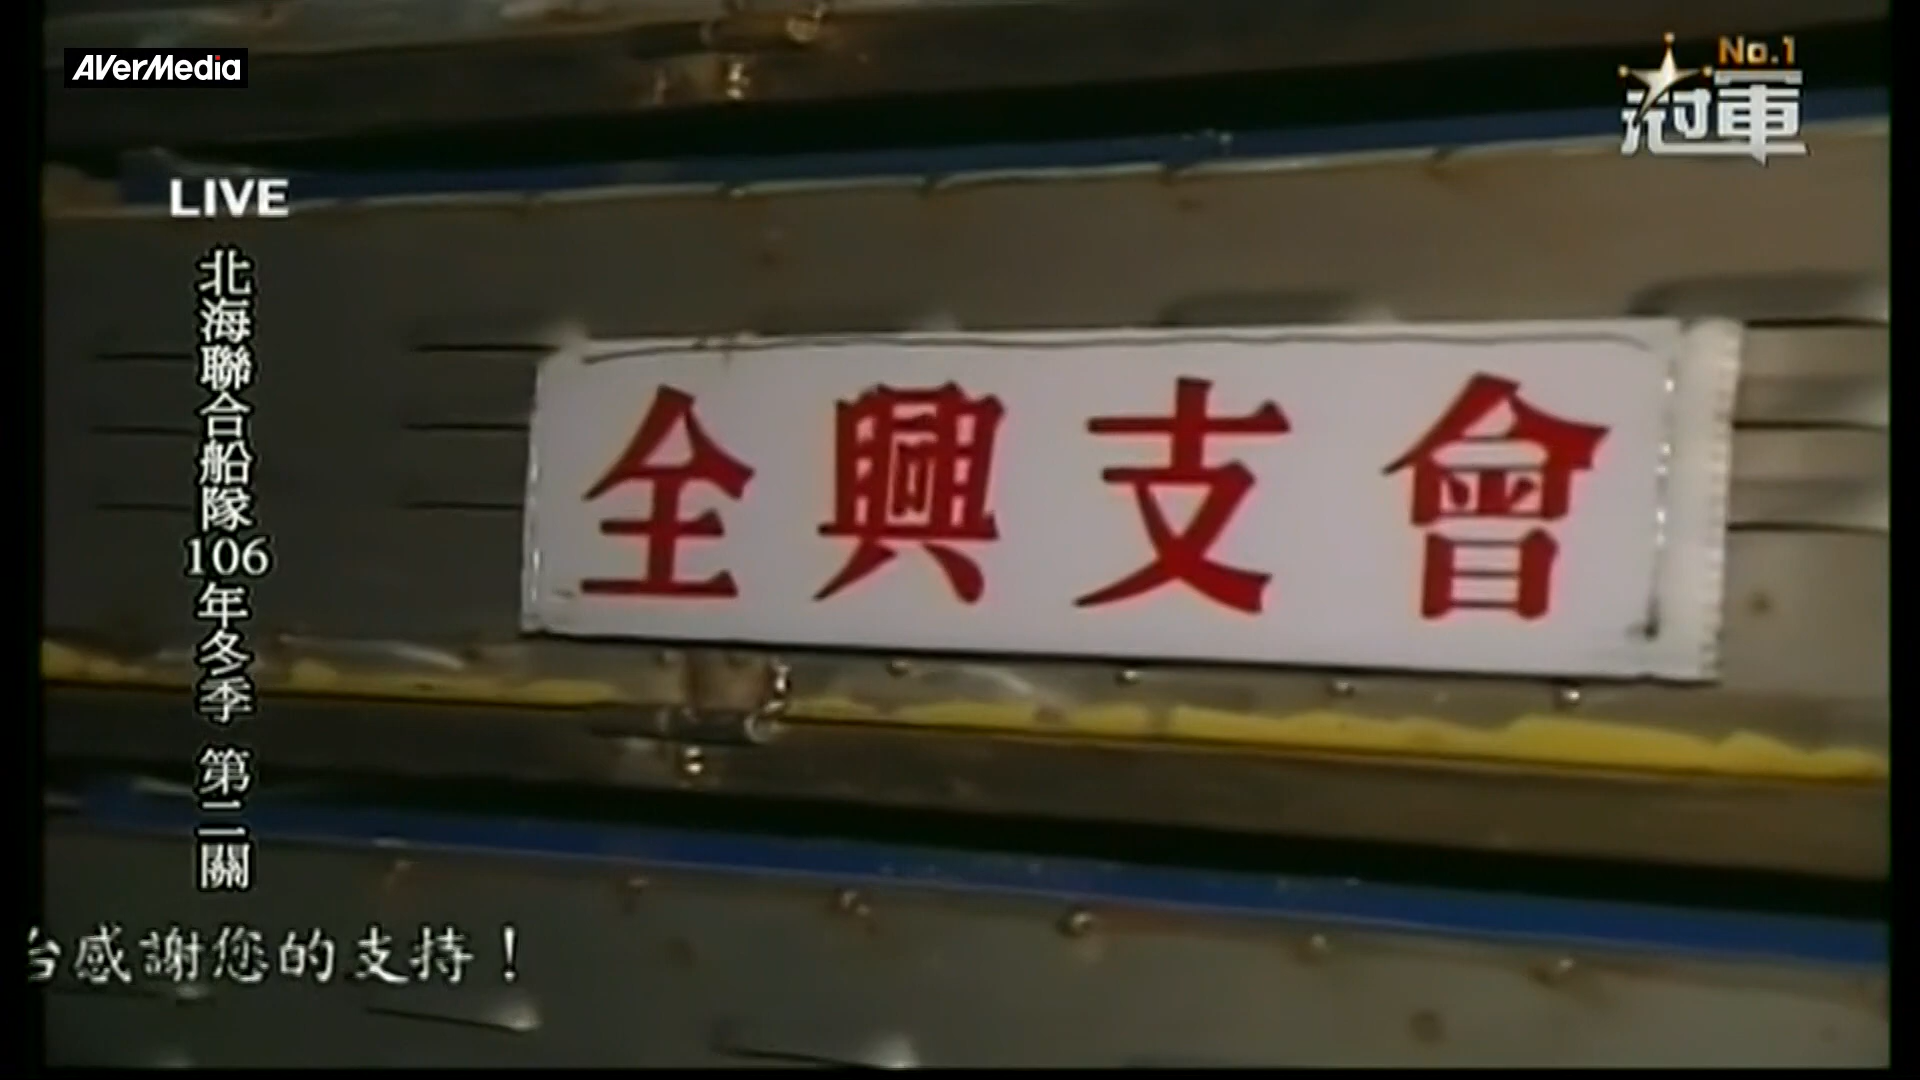 AVerMedia
No.1
冠軍
LIVE
北海聯合船隊106年冬季 第二關
全興支會
台感謝您的支持！